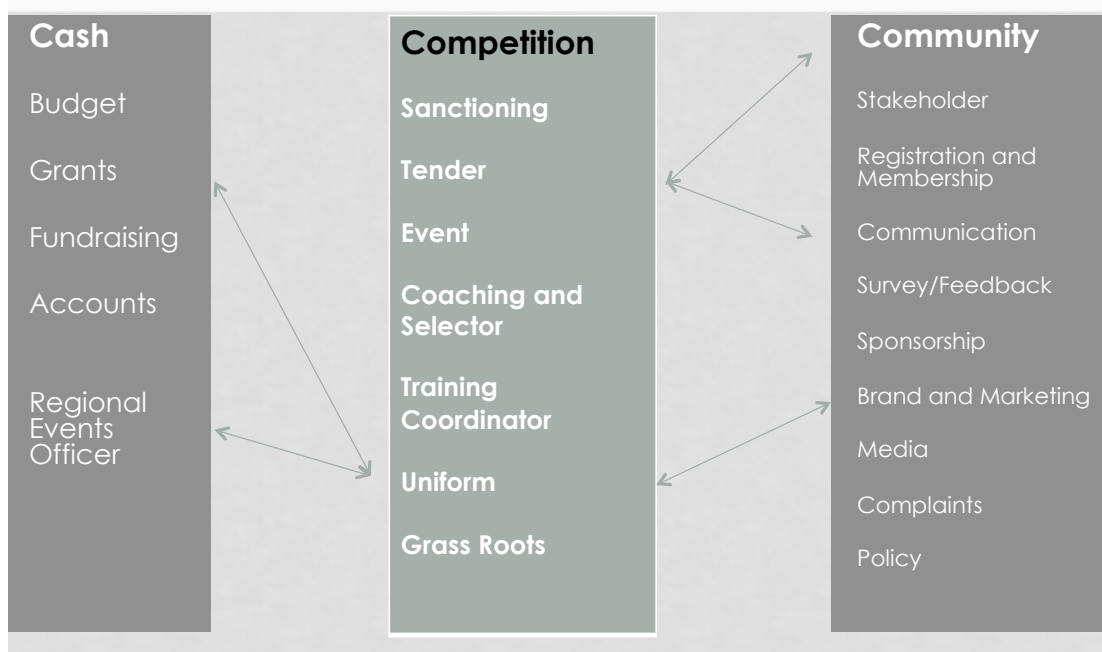 Cash
Budget
Grants
Fundraising
Accounts
Regional
Events
Officer
Competition
Sanctioning
Tender
Event
Coaching and
Selector
Training
Coordinator
Uniform
Grass Roots
Community
Stakeholder
Registration and
Membership
Communication
Survey/Feedback
Sponsorship
Brand and Marketing
Media
Complaints
Policy